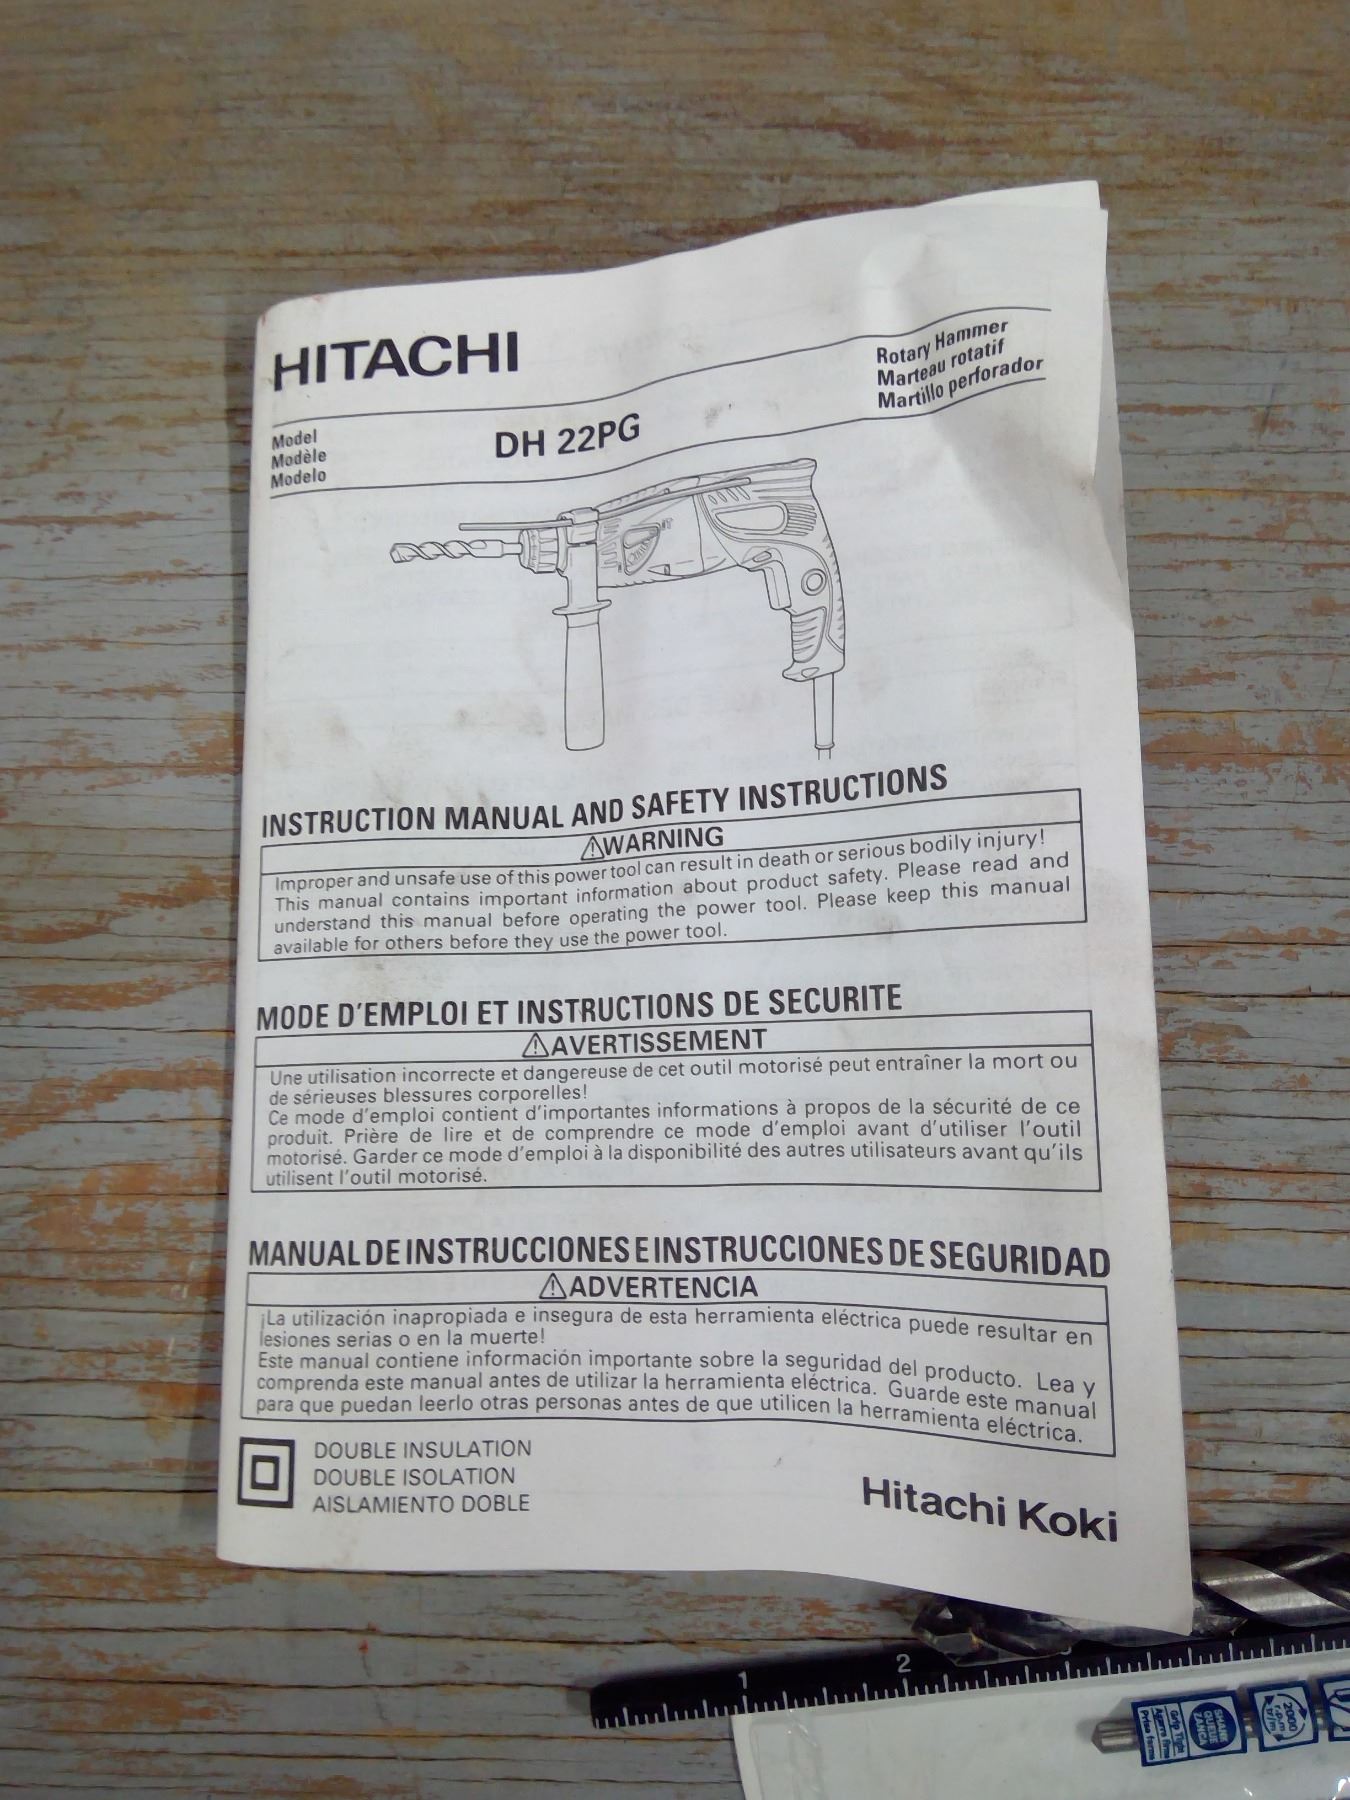 HITACHI
Rotary Hammer
Marteau rotatif
Martillo perforador
Model
Modèle
Modelo
DH 22PG
INSTRUCTION MANUAL AND SAFETY INSTRUCTIONS
⚠WARNING
Improper and unsafe use of this power tool can result in death or serious bodily injury!
This manual contains important information about product safety. Please read and
understand this manual before operating the power tool. Please keep this manual
available for others before they use the power tool.
MODE D'EMPLOI ET INSTRUCTIONS DE SECURITE
⚠AVERTISSEMENT
Une utilisation incorrecte et dangereuse de cet outil motorisé peut entraîner la mort ou
de sérieuses blessures corporelles!
Ce mode d'emploi contient d'importantes informations à propos de la sécurité de ce
produit. Prière de lire et de comprendre ce mode d'emploi avant d'utiliser l'outil
motorisé. Garder ce mode d'emploi à la disponibilité des autres utilisateurs avant qu'ils
utilisent l'outil motorisé.
MANUAL DE INSTRUCCIONES E INSTRUCCIONES DE SEGURIDAD
⚠ADVERTENCIA
¡La utilización inapropiada e insegura de esta herramienta eléctrica puede resultar en
lesiones serias o en la muerte!
Este manual contiene información importante sobre la seguridad del producto. Lea y
comprenda este manual antes de utilizar la herramienta eléctrica. Guarde este manual
para que puedan leerlo otras personas antes de que utilicen la herramienta eléctrica.
DOUBLE INSULATION
DOUBLE ISOLATION
AISLAMIENTO DOBLE
Hitachi Koki
1 2
Grip Tight
SHANK
QUEUE
2000